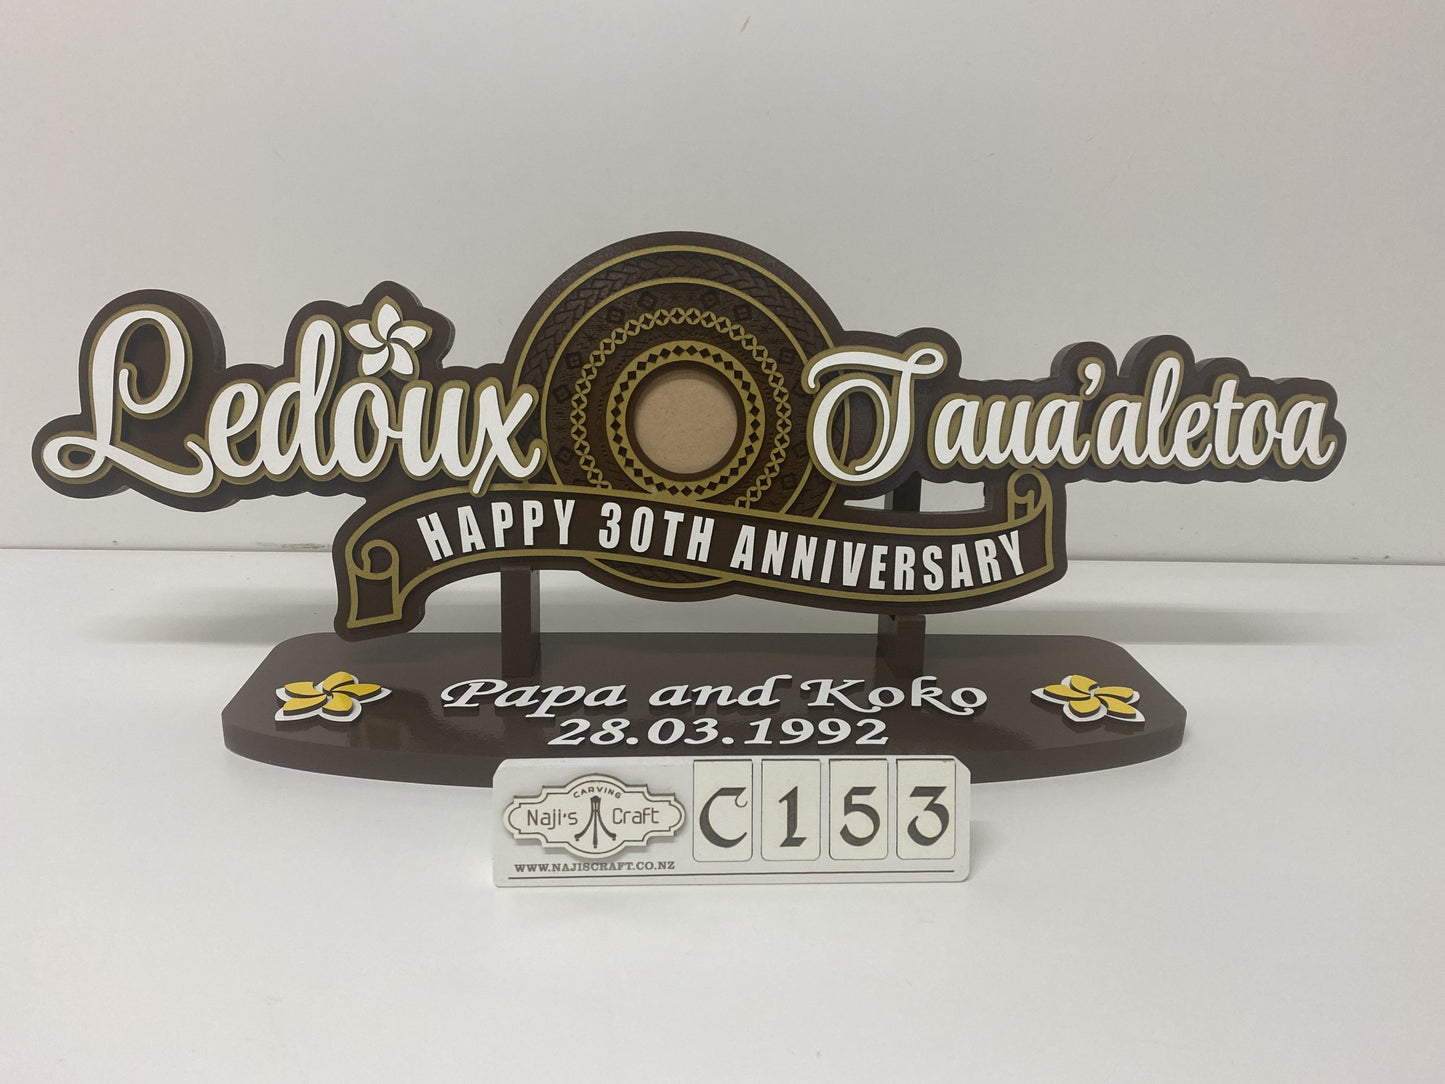 Ledoux Taua'aletoa
HAPPY 30TH ANNIVERSARY
Papa and Koko
28.03.1992
CARVING
Naji's Craft
C153
WWW.NAJISCRAFT.CO.NZ